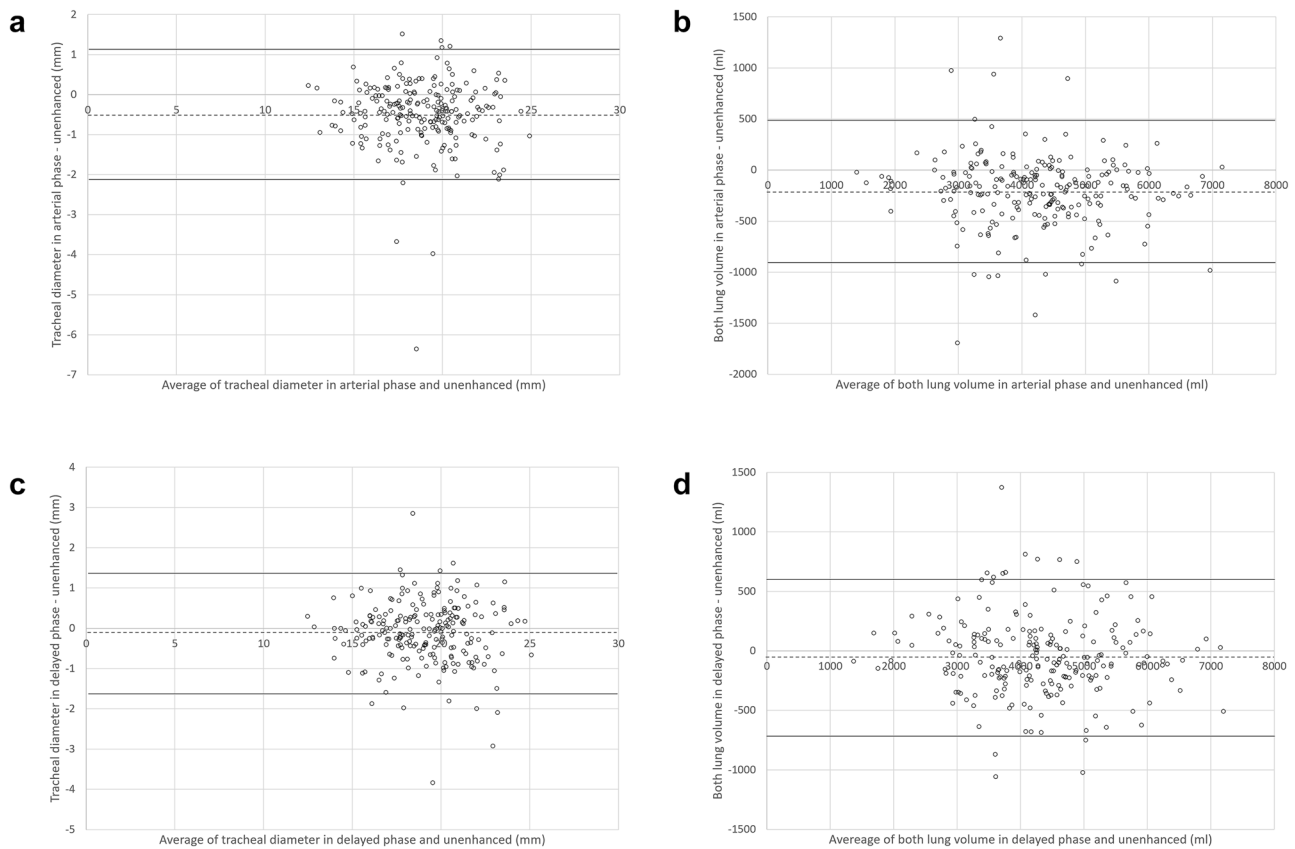 a
Tracheal diameter in arterial phase - unenhanced (mm)
2
1
0
-1
-2
-3
-4
-5
-6
-7
0 5 10 15 20 25 30
Average of tracheal diameter in arterial phase and unenhanced (mm)
b
Both lung volume in arterial phase - unenhanced (ml)
1500
1000
500
0
-500
-1000
-1500
-2000
0 1000 2000 3000 4000 5000 6000 7000 8000
Average of both lung volume in arterial phase and unenhanced (ml)
c
Tracheal diameter in delayed phase - unenhanced (mm)
4
3
2
1
0
-1
-2
-3
-4
-5
0 5 10 15 20 25 30
Average of tracheal diameter in delayed phase and unenhanced (mm)
d
Both lung volume in delayed phase - unenhanced (ml)
1500
1000
500
0
-500
-1000
-1500
0 1000 2000 3000 4000 5000 6000 7000 8000
Average of both lung volume in delayed phase and unenhanced (ml)